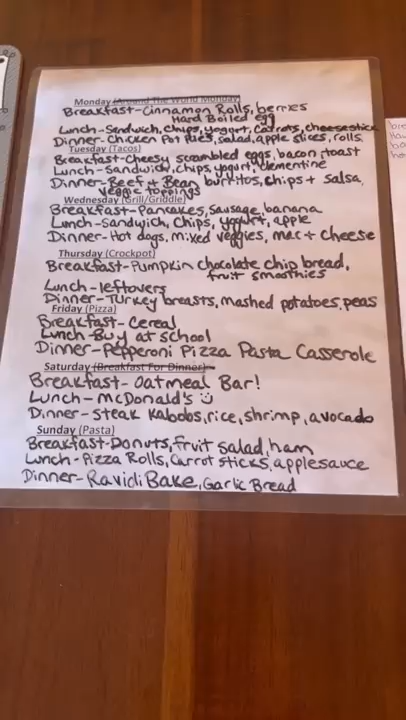 Monday (Around The World Monday)
Breakfast-Cinnamon Rolls, berries
Hard Boiled egg
Lunch-Sandwich, chips, yogurt, carrots, cheesestick
Dinner-Chicken Pot Pies, salad, apple slices, rolls
Tuesday (Tacos)
Breakfast-Cheesy scrambled eggs, bacon, toast
Lunch-Sandwich, chips, yogurt, clementine
Dinner-Beef + Bean burritos, chips + salsa,
veggie toppings
Wednesday (Grill/Griddle)
Breakfast-Pancakes, Sausage, banana
Lunch-Sandwich, Chips, yogurt, apple
Dinner-Hot dogs, mixed veggies, mac + Cheese
Thursday (Crockpot)
Breakfast-Pumpkin chocolate chip bread,
fruit smoothies
Lunch-leftovers
Dinner-Turkey breasts, mashed potatoes, peas
Friday (Pizza)
Breakfast-Cereal
Lunch-Buy at school
Dinner-Pepperoni Pizza Pasta Casserole
Saturday (Breakfast For Dinner)
Breakfast-Oatmeal Bar!
Lunch-McDonald's
Dinner-Steak Kabobs, rice, shrimp, avocado
Sunday (Pasta)
Breakfast-Donuts, fruit salad, ham
Lunch-Pizza Rolls, Carrot sticks, applesauce
Dinner-Ravioli Bake, Garlic Bread